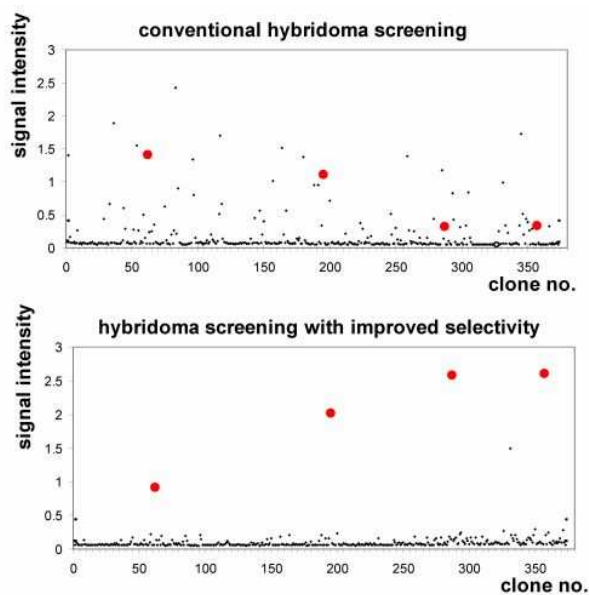 conventional hybridoma screening
signal intensity
3
2.5
2
1.5
1
0.5
0
0 50 100 150 200 250 300 350
clone no.
hybridoma screening with improved selectivity
signal intensity
3
2.5
2
1.5
1
0.5
0
0 50 100 150 200 250 300 350
clone no.